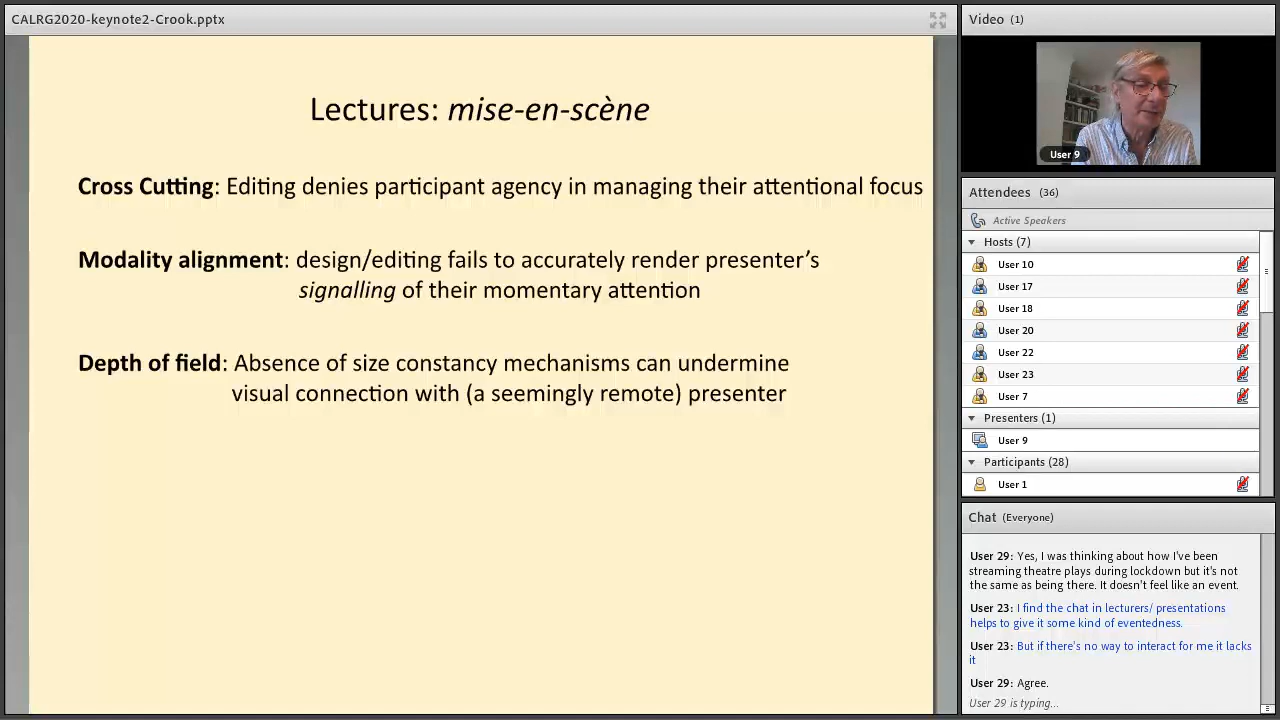 CALRG2020-keynote2-Crook.pptx
Lectures: mise-en-scène
Cross Cutting: Editing denies participant agency in managing their attentional focus
Modality alignment: design/editing fails to accurately render presenter's
signalling of their momentary attention
Depth of field: Absence of size constancy mechanisms can undermine
visual connection with (a seemingly remote) presenter
Video (1)
User 9
Attendees (36)
Active Speakers
Hosts (7)
User 10
User 17
User 18
User 20
User 22
User 23
User 7
Presenters (1)
User 9
Participants (28)
User 1
Chat (Everyone)
User 29: Yes, I was thinking about how I've been
streaming theatre plays during lockdown but it's not
the same as being there. It doesn't feel like an event.
User 23: I find the chat in lecturers/ presentations
helps to give it some kind of eventedness.
User 23: But if there's no way to interact for me it lacks
it
User 29: Agree.
User 29 is typing...